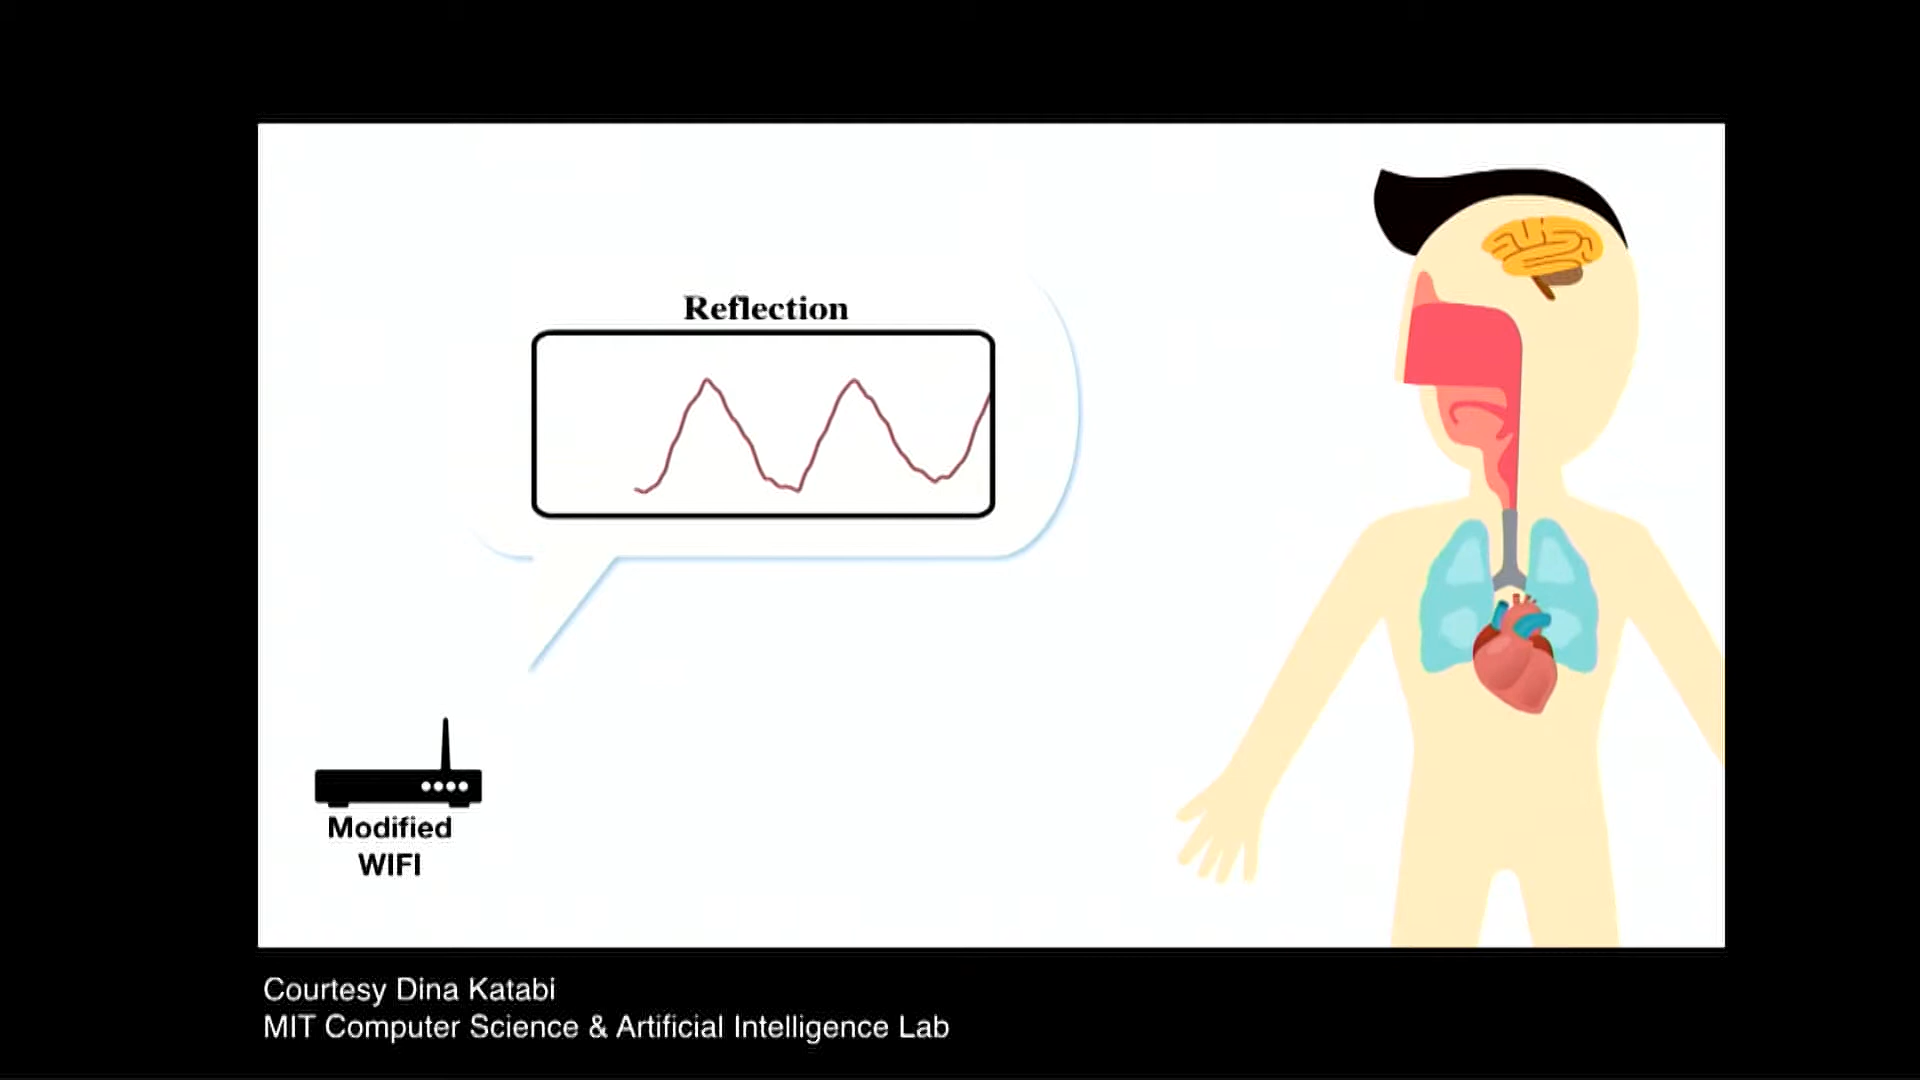 Reflection
Modified
WIFI
Courtesy Dina Katabi
MIT Computer Science & Artificial Intelligence Lab